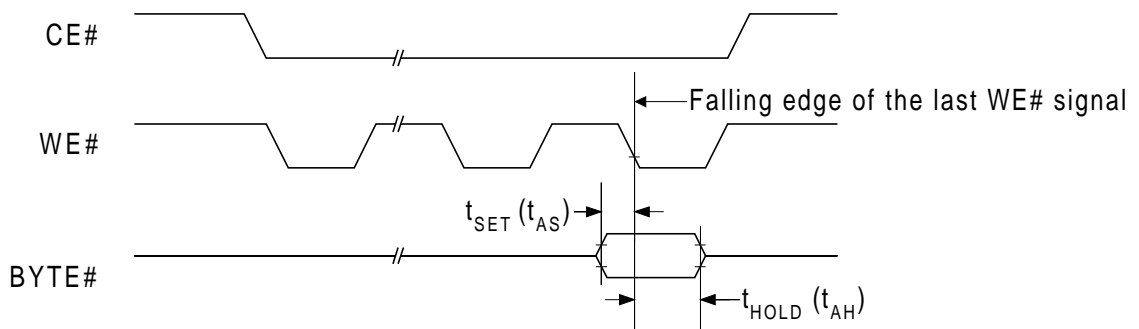 CE#
Falling edge of the last WE# signal
WE#
tSET (tAS)
BYTE#
tHOLD (tAH)